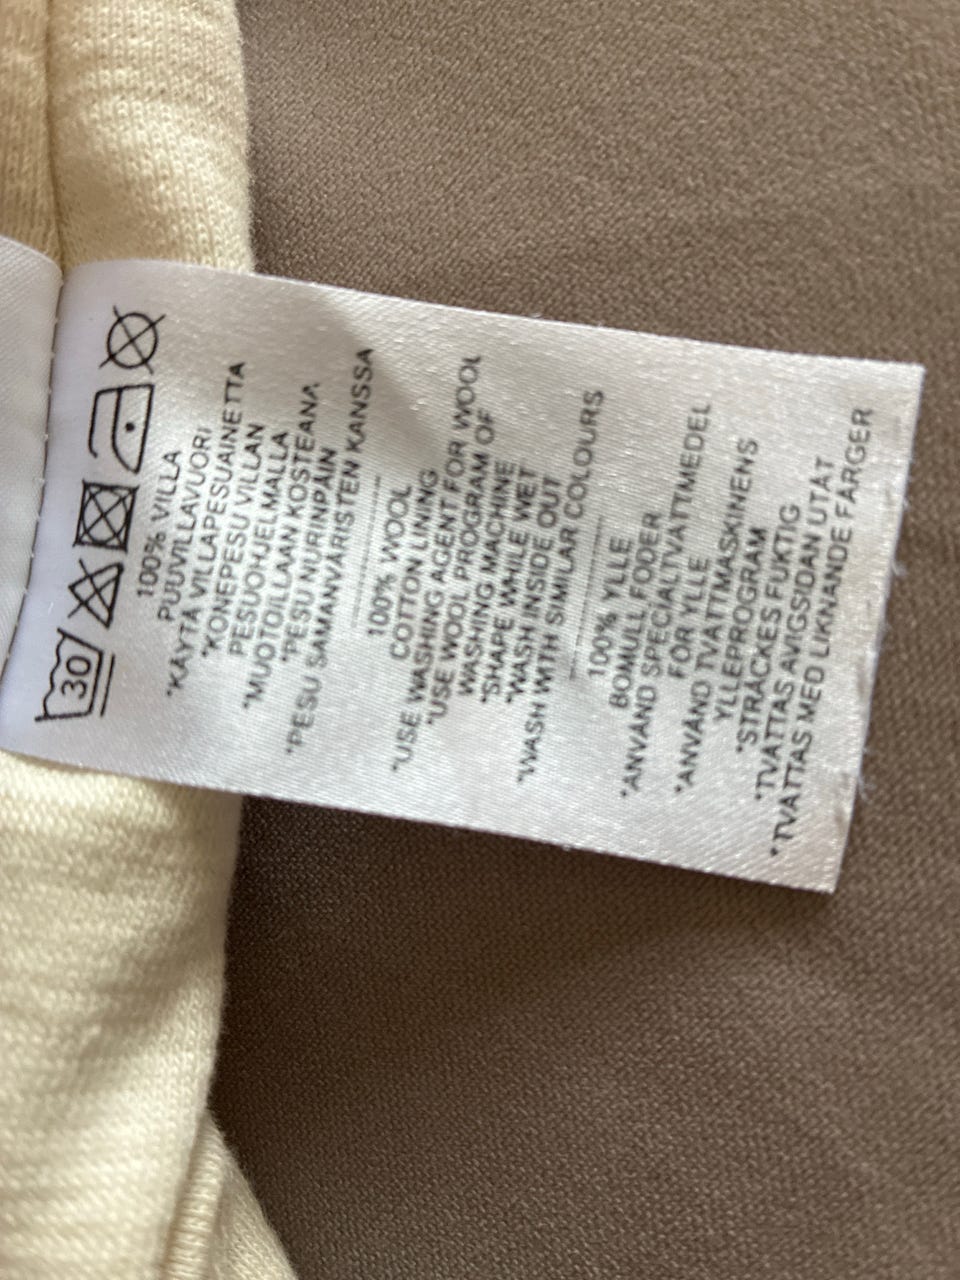 30
100% VILLA
PUUVILLAVUORI
*KÄYTÄ VILLAPESUAINETTA
*KONEPESU VILLAN
PESUOHJELMALLA
*MUOTOILLAAN KOSTEANA
*PESU NURINPÄIN
*PESU SAMANVÄRISTEN KANSSA
100% WOOL
COTTON LINING
*USE WASHING AGENT FOR WOOL
*USE WOOL PROGRAM OF
WASHING MACHINE
*SHAPE WHILE WET
*WASH INSIDE OUT
*WASH WITH SIMILAR COLOURS
100% YLLE
BOMULL FODER
*ANVÄND SPECIALTVÄTTMEDEL
FÖR YLLE
*ANVÄND TVÄTTMASKINENS
YLLEPROGRAM
*STRÄCKES FUKTIG
*TVÄTTAS AVIGSIDAN UTÅT
*TVÄTTAS MED LIKNANDE FÄRGER